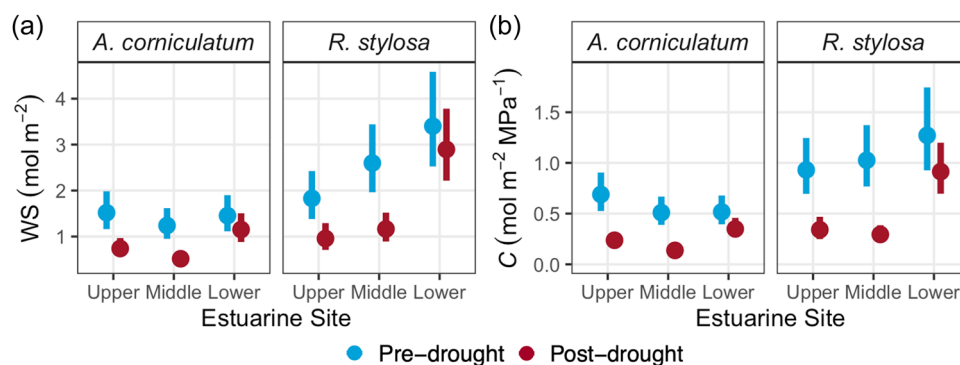 (a)
A. corniculatum
R. stylosa
WS (mol m⁻²)
4
3
2
1
Upper Middle Lower
Upper Middle Lower
Estuarine Site
(b)
A. corniculatum
R. stylosa
C (mol m⁻² MPa⁻¹)
1.5
1.0
0.5
0.0
Upper Middle Lower
Upper Middle Lower
Estuarine Site
Pre−drought Post−drought